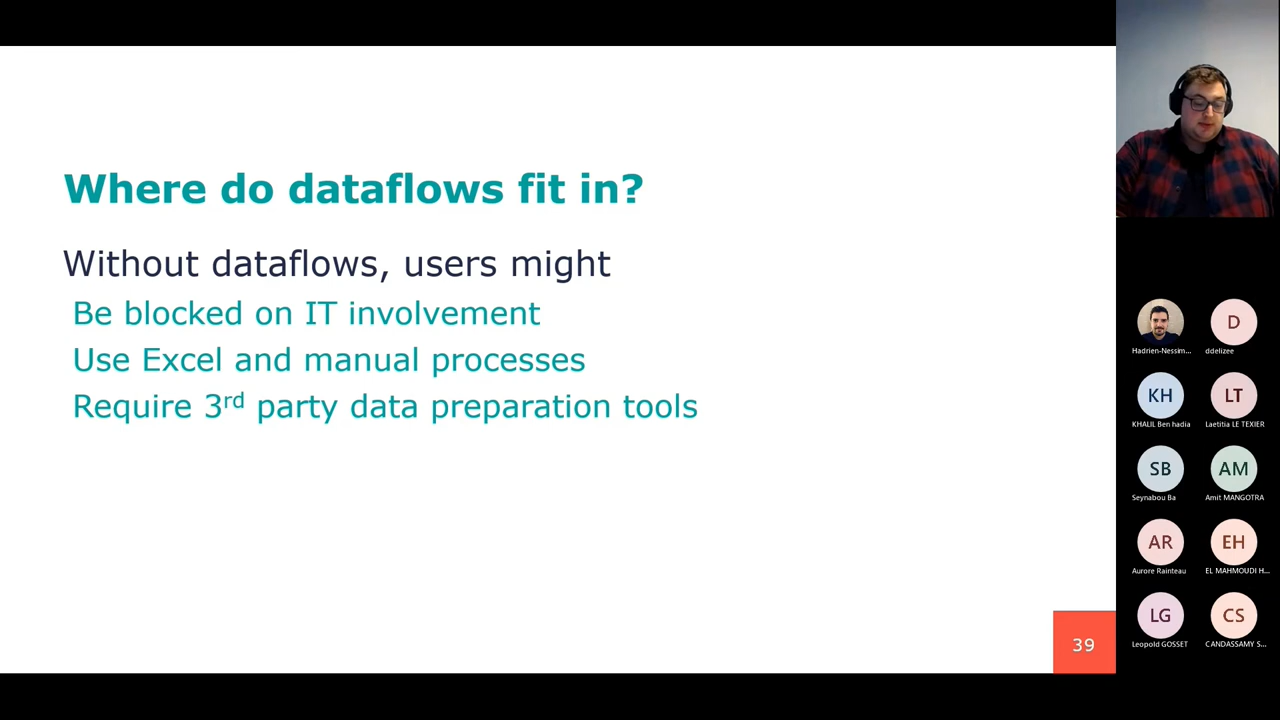 Where do dataflows fit in?
Without dataflows, users might
Be blocked on IT involvement
Use Excel and manual processes
Require 3rd party data preparation tools
39
Hadrien-Nessim...
D
ddelizee
KH
KHALIL Ben hadia
LT
Laetitia LE TEXIER
SB
Seynabou Ba
AM
Amit MANGOTRA
AR
Aurore Rainteau
EH
EL MAHMOUDI H...
LG
Leopold GOSSET
CS
CANDASSAMY S...